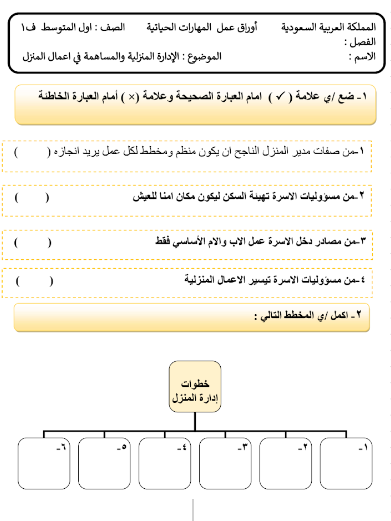 المملكة العربية السعودية أوراق عمل المهارات الحياتية الصف : اول المتوسط ف١
الفصل :
الاسم : الموضوع : الإدارة المنزلية والمساهمة في اعمال المنزل
١- ضع /ي علامة ( ✓ ) امام العبارة الصحيحة وعلامة (×) أمام العبارة الخاطئة
١-من صفات مدير المنزل الناجح ان يكون منظم ومخطط لكل عمل يريد انجازه ( )
٢-من مسؤوليات الاسرة تهيئة السكن ليكون مكان امنا للعيش ( )
٣-من مصادر دخل الاسرة عمل الاب والام الأساسي فقط ( )
٤-من مسؤوليات الاسرة تيسير الاعمال المنزلية ( )
٢- اكمل /ي المخطط التالي :
خطوات
إدارة المنزل
١- ٢- ٣- ٤- ٥- ٦-